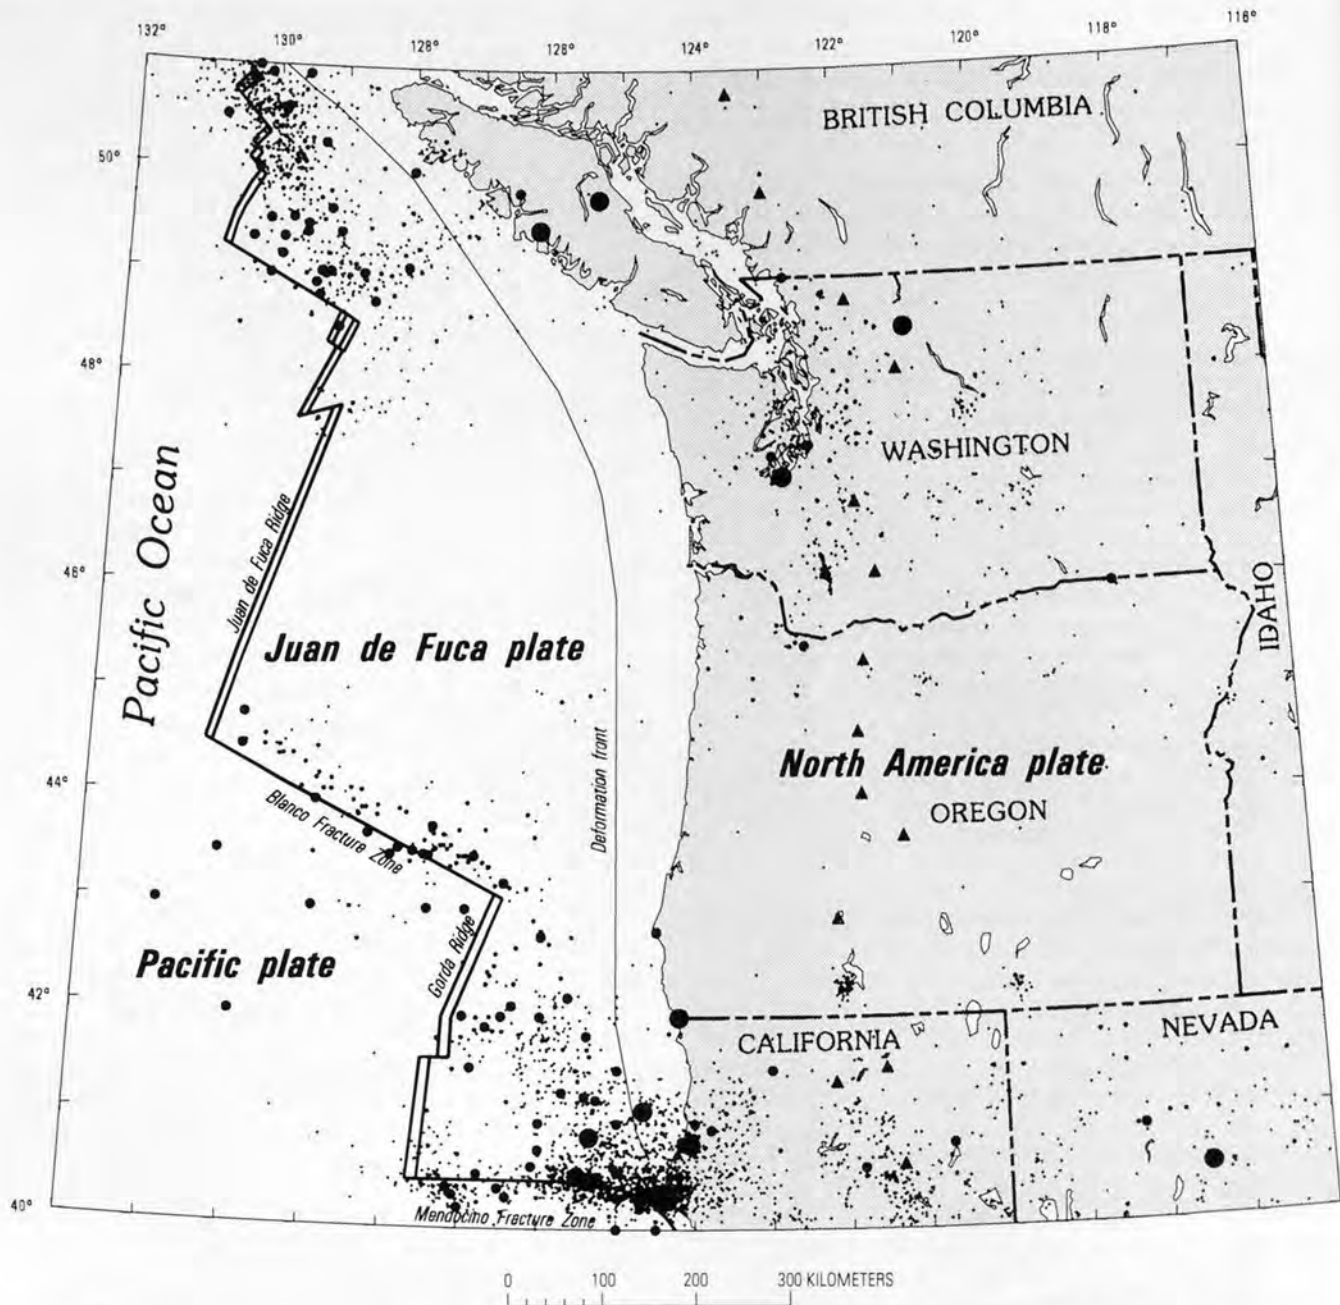 132° 130° 128° 128° 124° 122° 120° 118° 116°
BRITISH COLUMBIA
50°
48°
WASHINGTON
Pacific Ocean
Juan de Fuca Ridge
46°
IDAHO
Juan de Fuca plate
Deformation front
North America plate
44°
OREGON
Blanco Fracture Zone
Pacific plate
Gorda Ridge
42°
CALIFORNIA
NEVADA
40°
Mendocino Fracture Zone
0 100 200 300 KILOMETERS